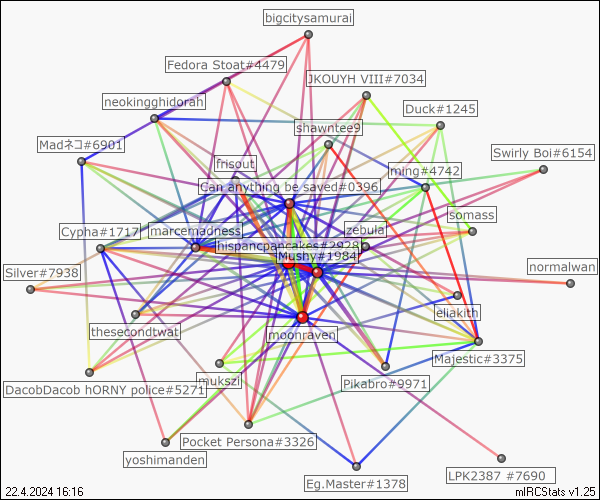 bigcitysamurai
Fedora Stoat#4479
JKOUYH VIII#7034
neokingghidorah
Duck#1245
shawntee9
Madネコ#6901
Swirly Boi#6154
frisout
ming#4742
Can anything be saved#0396
somass
Cypha#1717
marcemadness
zebula
hispancpancakes#2928
Mushy#1984
Silver#7938
normalwan
eliakith
thesecondtwat
moonraven
Majestic#3375
DacobDacob hORNY police#5271
mukszi
Pikabro#9971
Pocket Persona#3326
yoshimanden
LPK2387 #7690
Eg.Master#1378
22.4.2024 16:16
mIRCStats v1.25